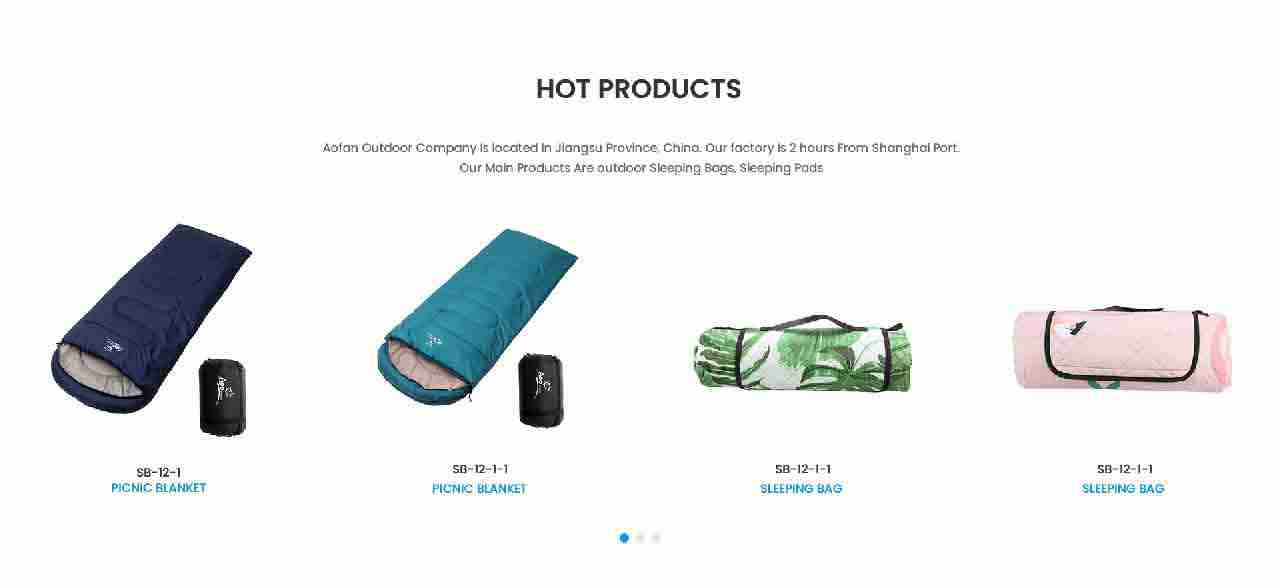 HOT PRODUCTS
Aofan Outdoor Company is located in Jiangsu Province, China. Our factory is 2 hours From Shanghai Port.
Our Main Products Are outdoor Sleeping Bags, Sleeping Pads
SB-12-1
PICNIC BLANKET
SB-12-1-1
PICNIC BLANKET
SB-12-1-1
SLEEPING BAG
SB-12-1-1
SLEEPING BAG